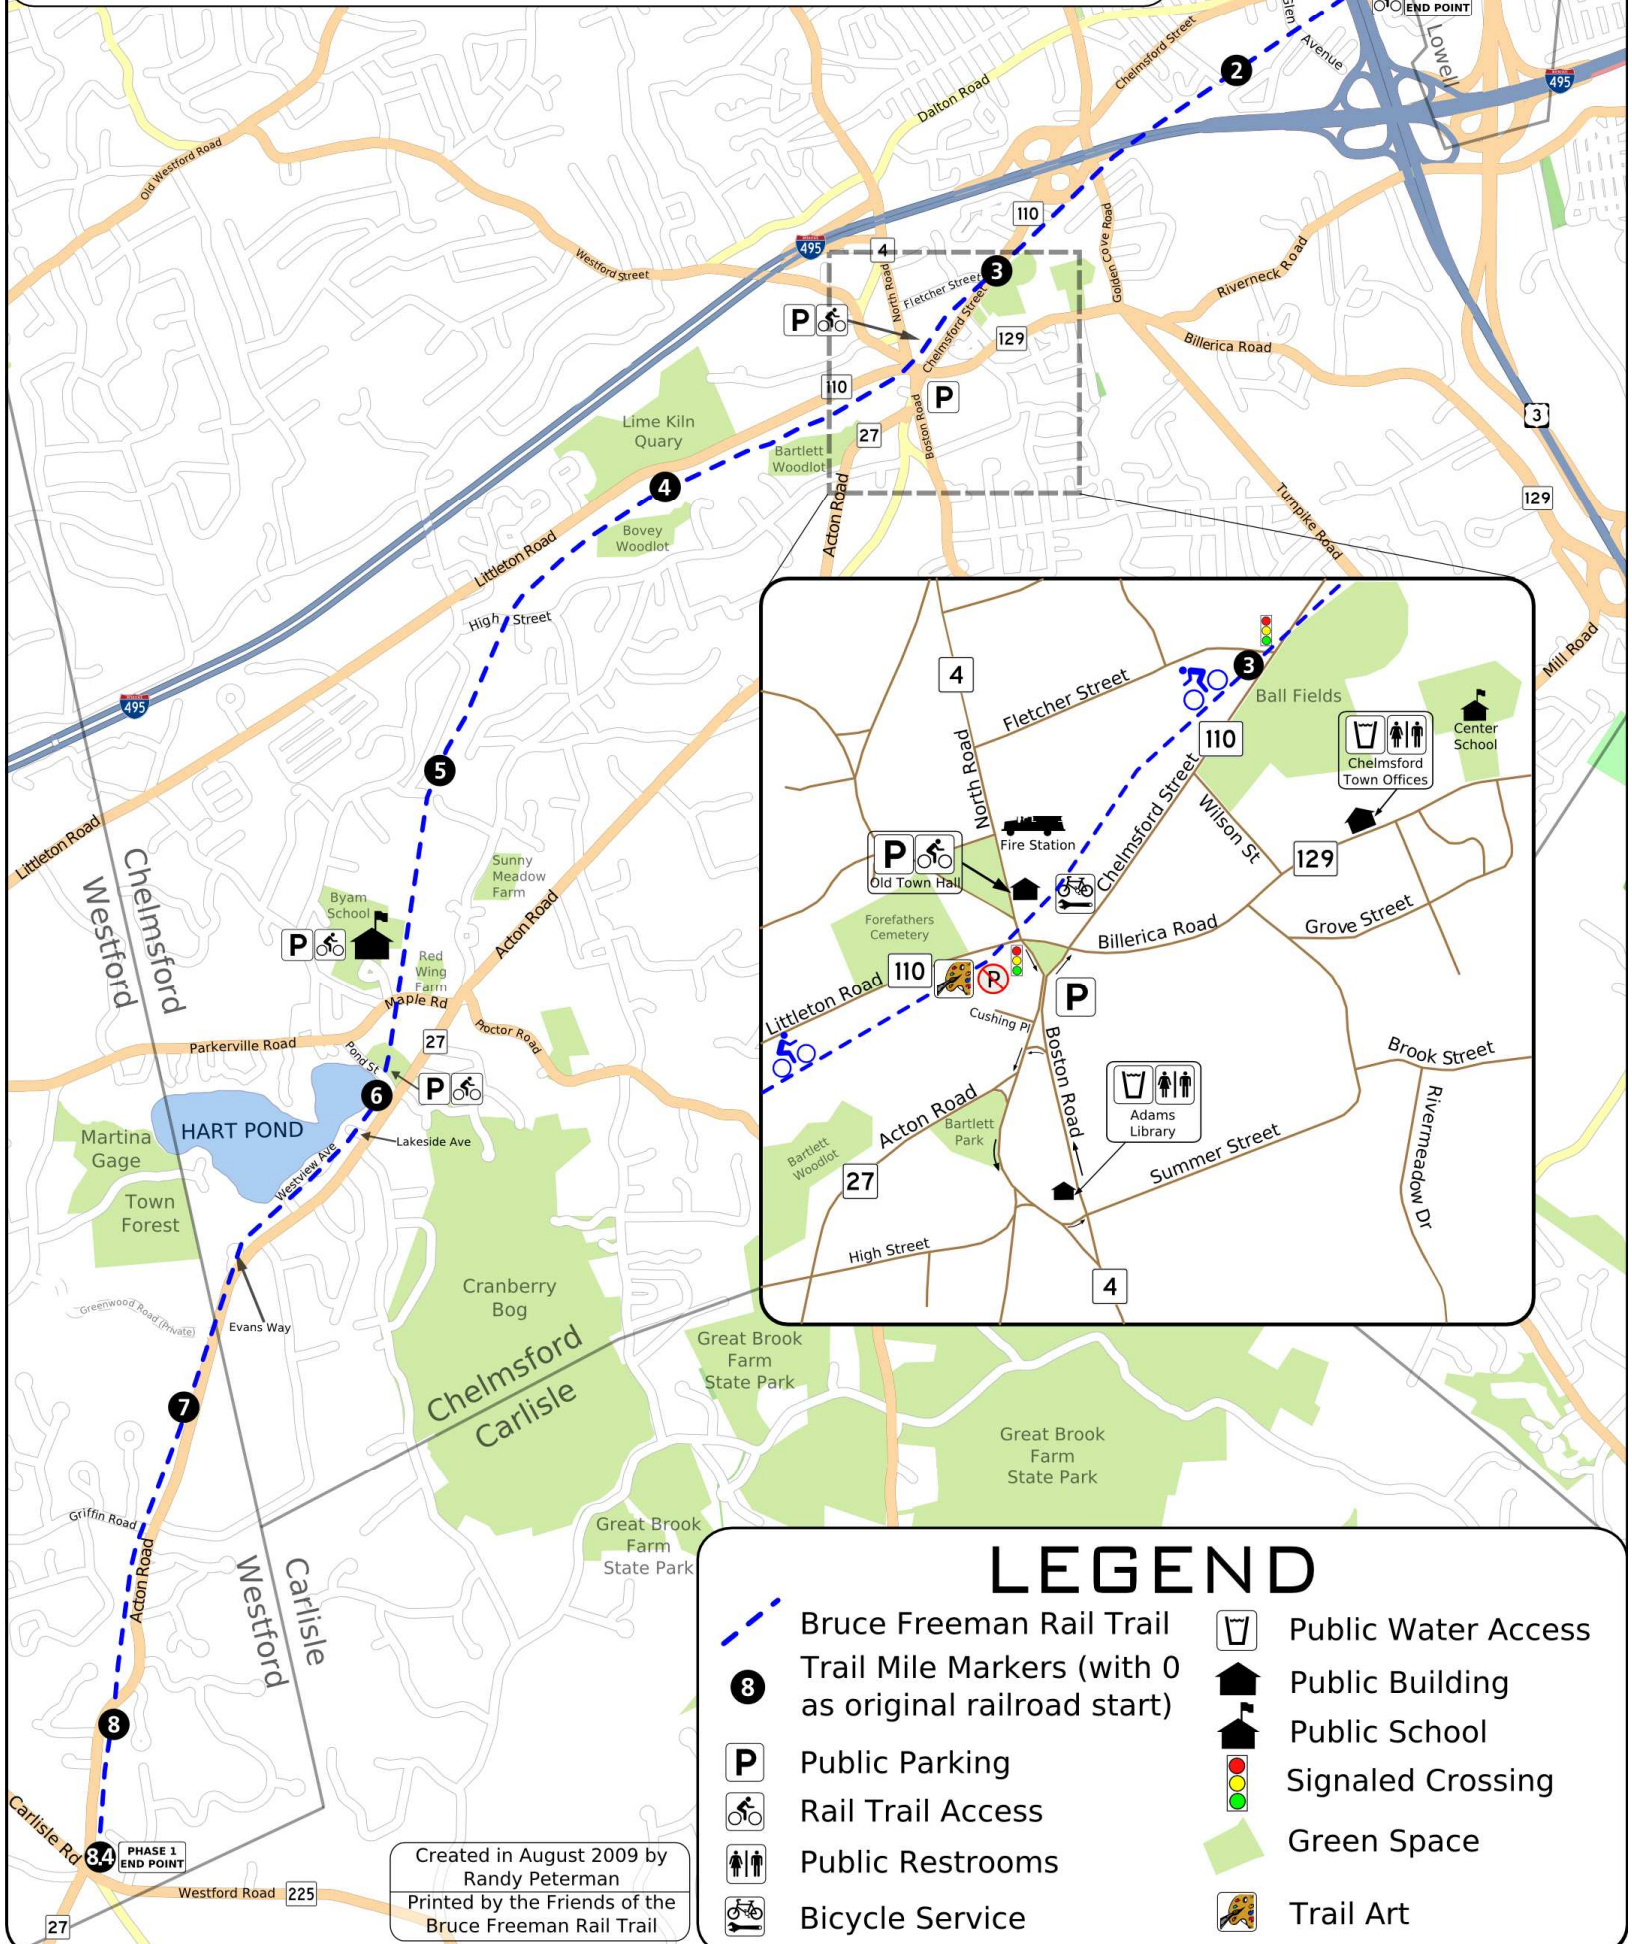 END POINT
Lowell
Glen
Avenue
2
495
Chelmsford Street
Dalton Road
Old Westford Road
110
Golden Cove Road
Riverneck Road
495
4
Westford Street
North Road
Fletcher Street
3
Chelmsford Street
129
Billerica Road
P
110
P
3
Lime Kiln
Quary
27
Boston Road
Bartlett
Woodlot
4
Acton Road
129
Turnpike Road
Bovey
Woodlot
Littleton Road
High Street
Mill Road
495
5
Littleton Road
Chelmsford
Westford
Sunny
Meadow
Farm
Byam
School
P
Acton Road
Red
Wing
Farm
Maple Rd
27
Poctor Road
Parkerville Road
Pond St
6
P
HART POND
Lakeside Ave
Martina
Gage
Westview Ave
Town
Forest
Greenwood Road (Private)
Evans Way
Cranberry
Bog
Chelmsford
Carlisle
Great Brook
Farm
State Park
7
Great Brook
Farm
State Park
Griffin Road
Acton Road
Great Brook
Farm
State Park
Carlisle
Westford
8
Carlisle Rd
8.4
PHASE 1
END POINT
Westford Road
225
27
4
Fletcher Street
3
Ball Fields
110
Center
School
Chelmsford
Town Offices
North Road
Chelmsford Street
Wilson St
129
Fire Station
P
Old Town Hall
Forefathers
Cemetery
Billerica Road
Grove Street
110
P
P
Littleton Road
Cushing Pl
Boston Road
Brook Street
Adams
Library
Acton Road
Bartlett
Park
Bartlett
Woodlot
27
Summer Street
Rivermeadow Dr
High Street
4
Created in August 2009 by
Randy Peterman
Printed by the Friends of the
Bruce Freeman Rail Trail
LEGEND
Bruce Freeman Rail Trail
8
Trail Mile Markers (with 0
as original railroad start)
P
Public Parking
Rail Trail Access
Public Restrooms
Bicycle Service
Public Water Access
Public Building
Public School
Signaled Crossing
Green Space
Trail Art